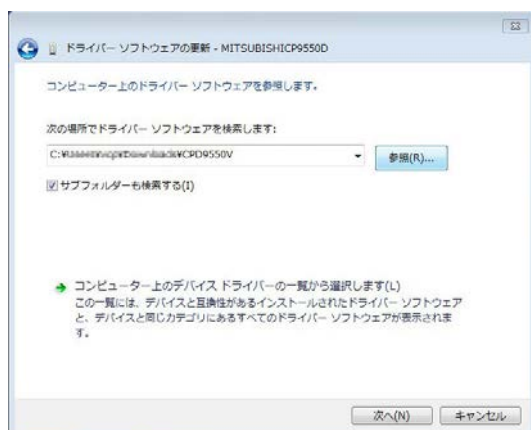 ドライバー ソフトウェアの更新 - MITSUBISHICP9550D
コンピューター上のドライバー ソフトウェアを参照します。
次の場所でドライバー ソフトウェアを検索します:
C:¥ ¥CPD9550V
参照(R)...
サブフォルダーも検索する(I)
コンピューター上のデバイス ドライバーの一覧から選択します(L)
この一覧には、デバイスと互換性があるインストールされたドライバー ソフトウェア
と、デバイスと同じカテゴリにあるすべてのドライバー ソフトウェアが表示されま
す。
次へ(N)
キャンセル